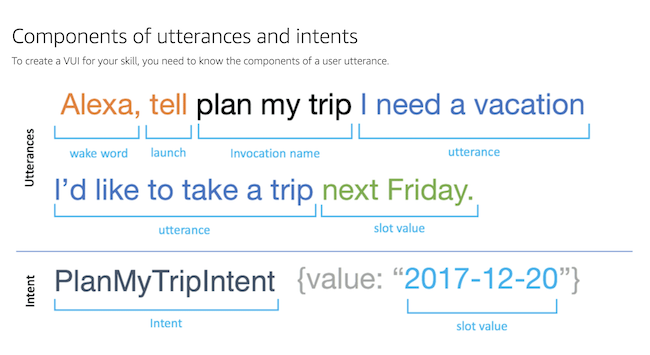 Components of utterances and intents
To create a VUI for your skill, you need to know the components of a user utterance.
Utterances
Alexa, tell plan my trip I need a vacation
wake word launch Invocation name utterance
I'd like to take a trip next Friday.
utterance slot value
Intent
PlanMyTripIntent {value: “2017-12-20”}
Intent slot value